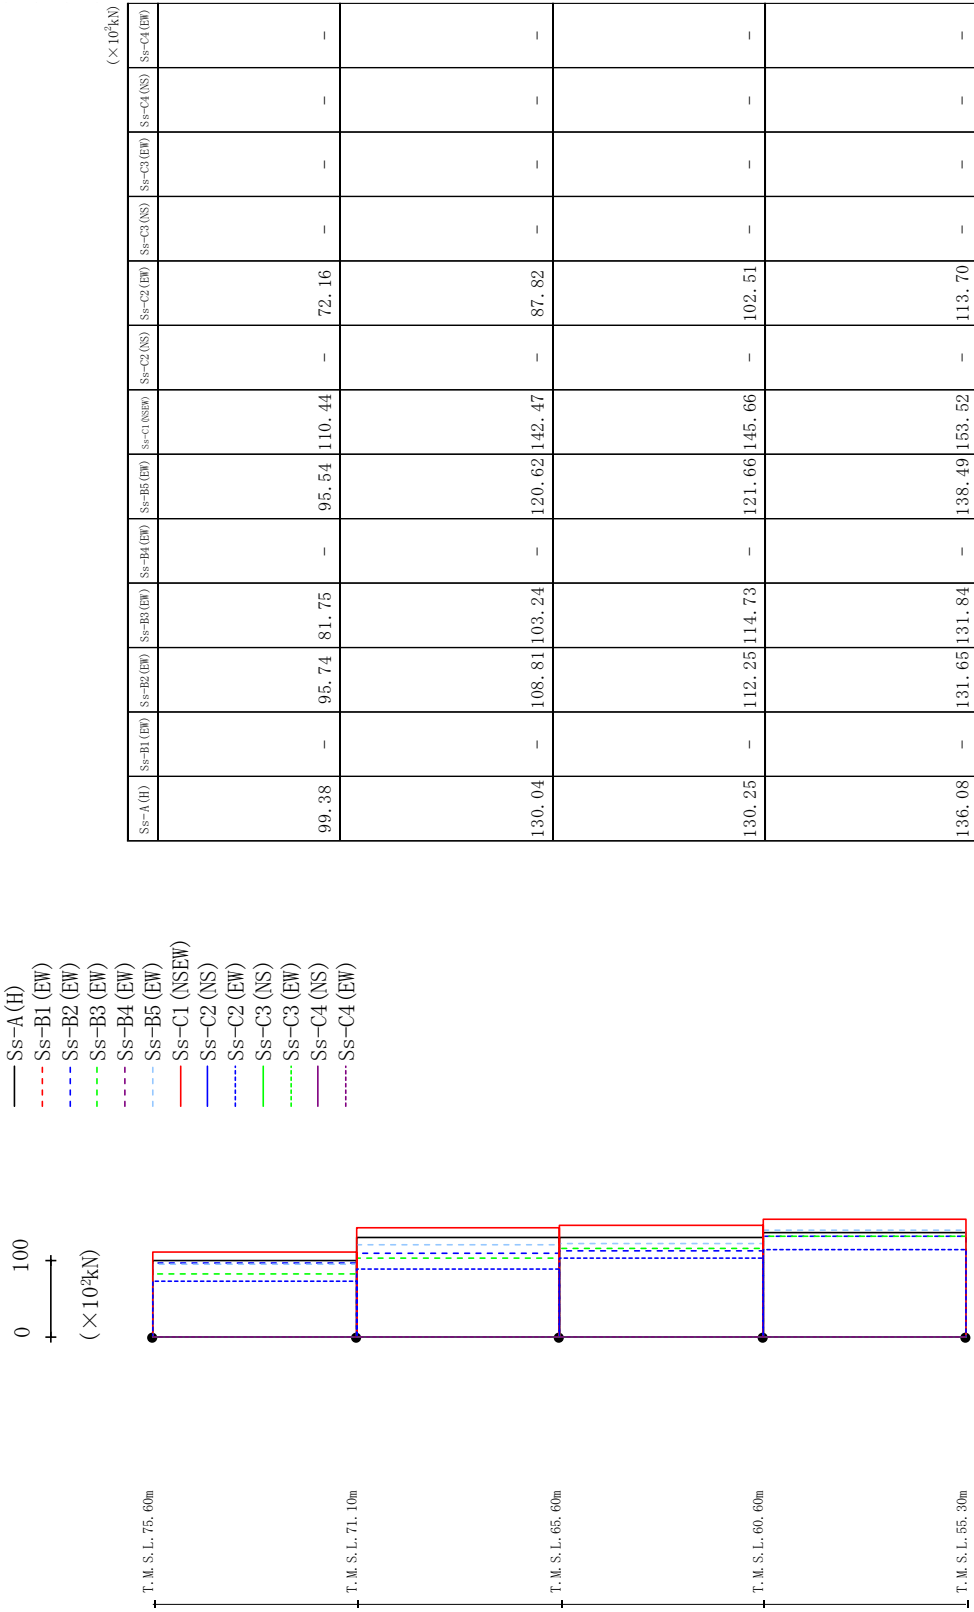 (×10²kN)
Ss-A(H) Ss-B1(EW) Ss-B2(EW) Ss-B3(EW) Ss-B4(EW) Ss-B5(EW) Ss-C1(NSEW) Ss-C2(NS) Ss-C2(EW) Ss-C3(NS) Ss-C3(EW) Ss-C4(NS) Ss-C4(EW)
99.38 － 95.74 81.75 － 95.54 110.44 － 72.16 － － － －
130.04 － 108.81 103.24 － 120.62 142.47 － 87.82 － － － －
130.25 － 112.25 114.73 － 121.66 145.66 － 102.51 － － － －
136.08 － 131.65 131.84 － 138.49 153.52 － 113.70 － － － －
Ss-A(H)
Ss-B1(EW)
Ss-B2(EW)
Ss-B3(EW)
Ss-B4(EW)
Ss-B5(EW)
Ss-C1(NSEW)
Ss-C2(NS)
Ss-C2(EW)
Ss-C3(NS)
Ss-C3(EW)
Ss-C4(NS)
Ss-C4(EW)
0 100
(×10²kN)
T.M.S.L.75.60m
T.M.S.L.71.10m
T.M.S.L.65.60m
T.M.S.L.60.60m
T.M.S.L.55.30m